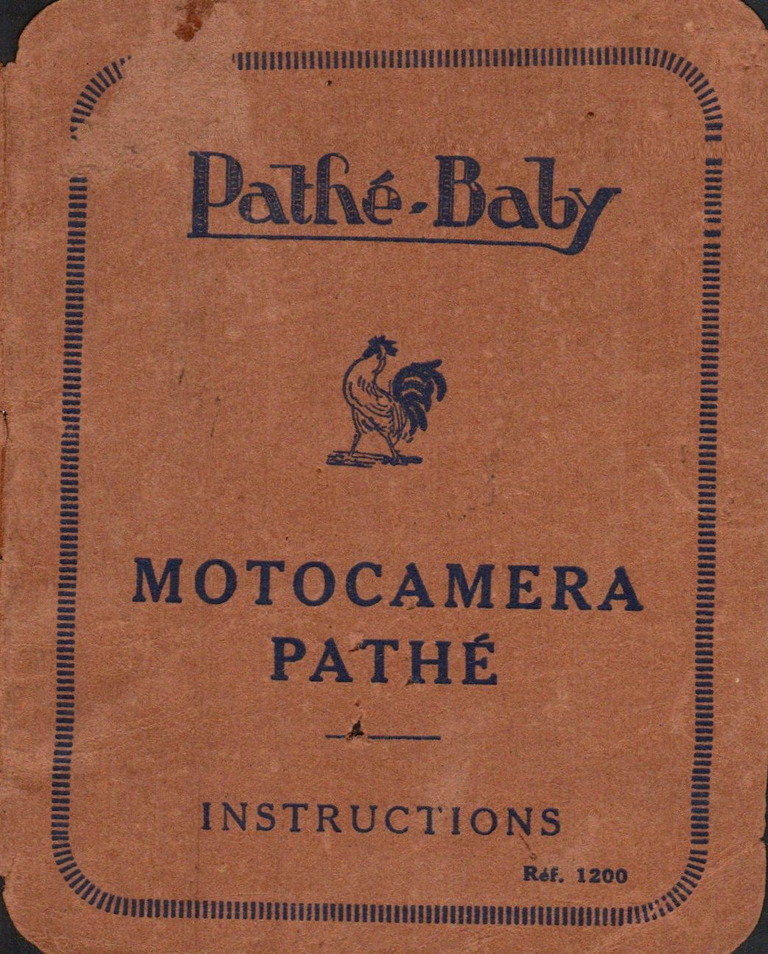 Pathé-Baby
MOTOCAMERA
PATHÉ
INSTRUCTIONS
Réf. 1200